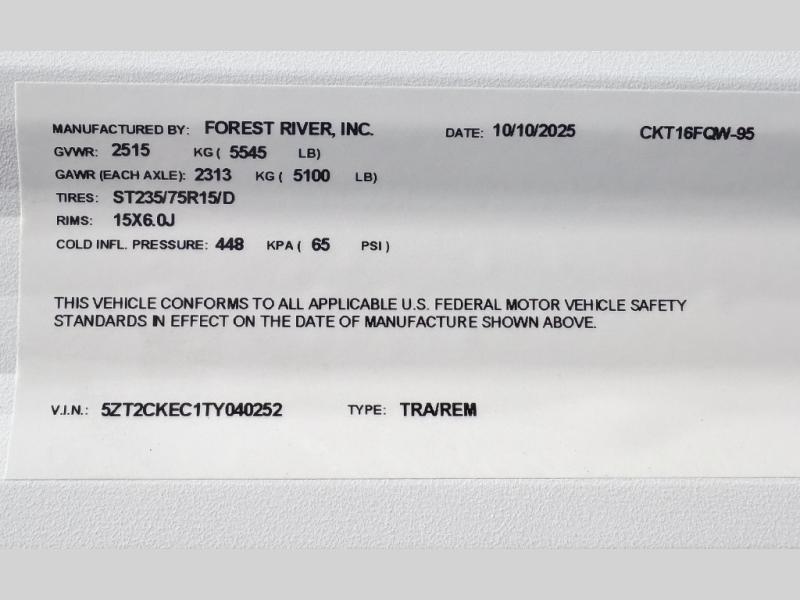 MANUFACTURED BY: FOREST RIVER, INC. DATE: 10/10/2025 CKT16FQW-95
GVWR: 2515 KG ( 5545 LB)
GAWR (EACH AXLE): 2313 KG ( 5100 LB)
TIRES: ST235/75R15/D
RIMS: 15X6.0J
COLD INFL. PRESSURE: 448 KPA ( 65 PSI )
THIS VEHICLE CONFORMS TO ALL APPLICABLE U.S. FEDERAL MOTOR VEHICLE SAFETY
STANDARDS IN EFFECT ON THE DATE OF MANUFACTURE SHOWN ABOVE.
V.I.N.: 5ZT2CKEC1TY040252 TYPE: TRA/REM